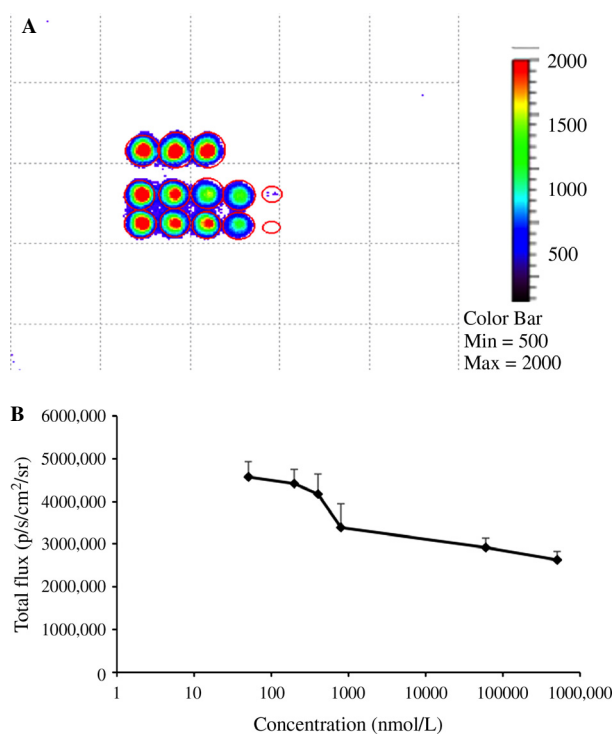 A
2000
1500
1000
500
Color Bar
Min = 500
Max = 2000
B
6000,000
5000,000
4000,000
3000,000
2000,000
1000,000
0
Total flux (p/s/cm²/sr)
1 10 100 1000 10000 100000 1000,000
Concentration (nmol/L)